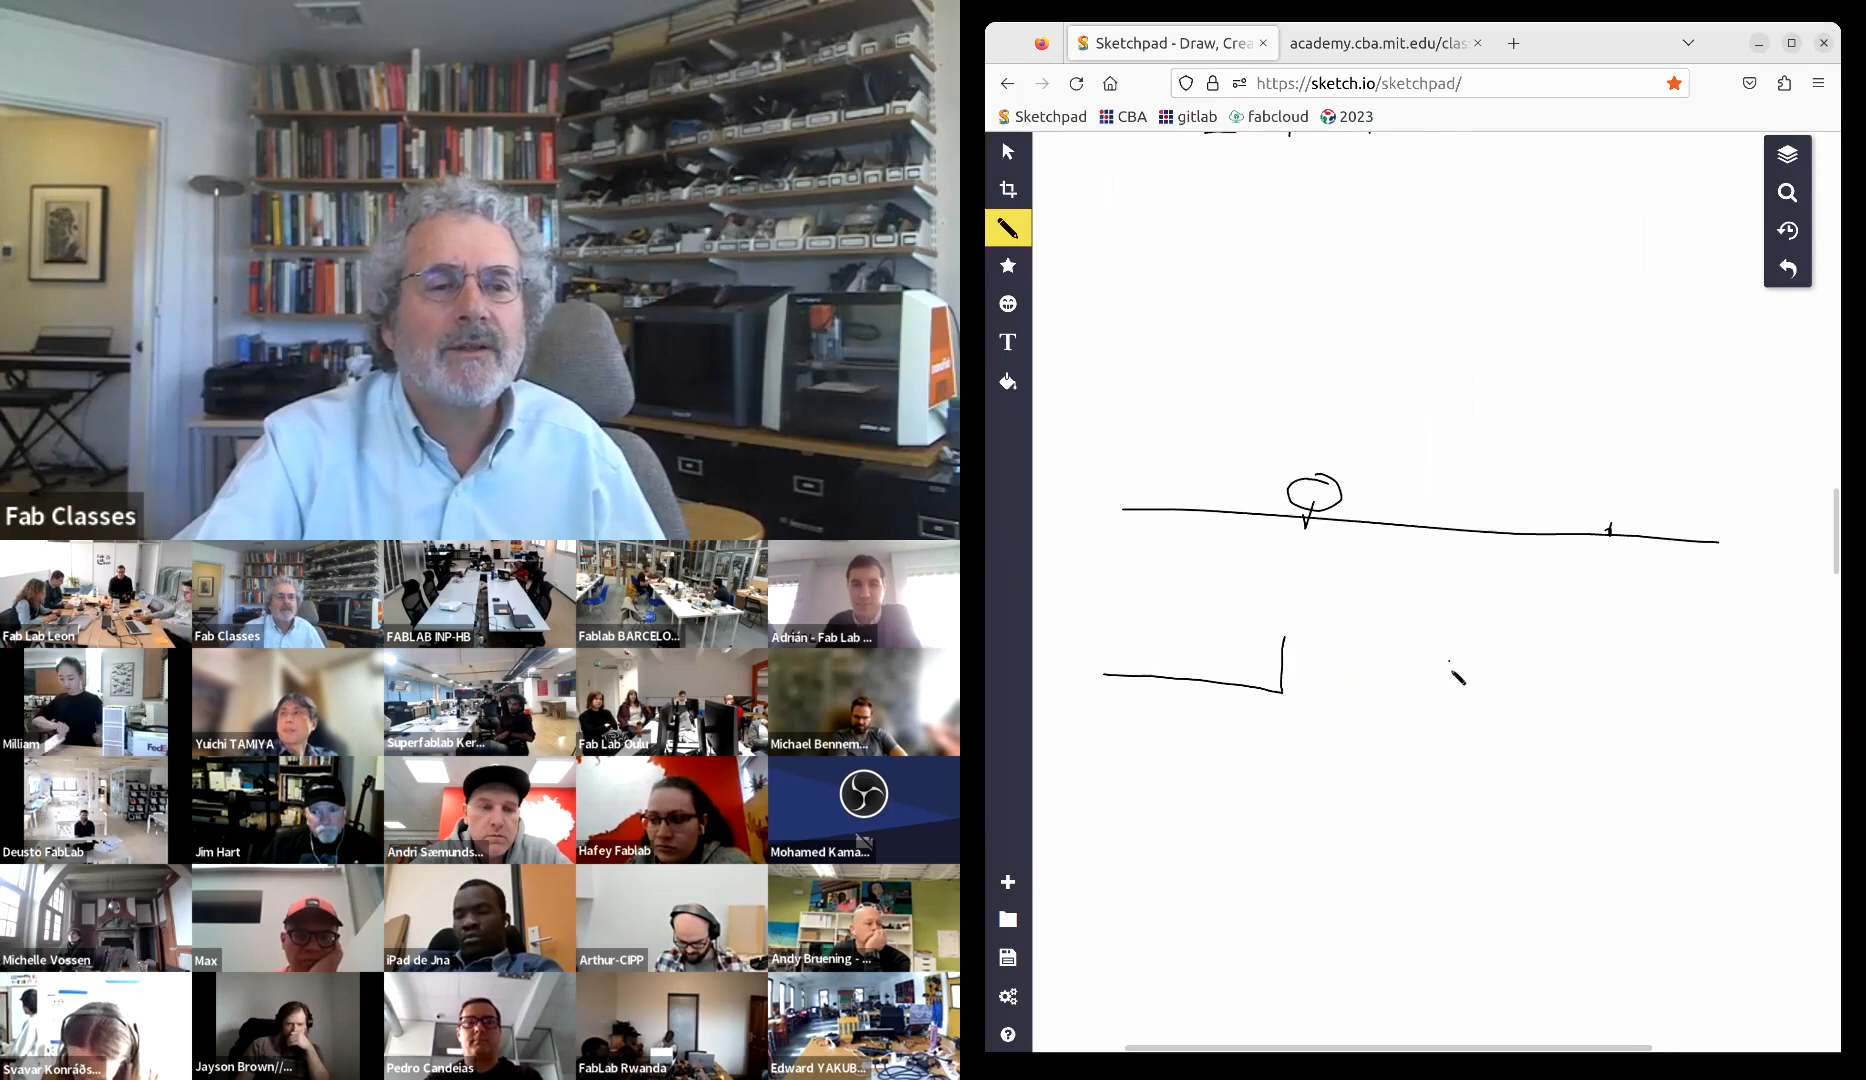 Fab Classes
Fab Lab Leon
Fab Classes
FABLAB INP-HB
Fablab BARCELO...
Adrián - Fab Lab ...
Milliam
Yuichi TAMIYA
Superfablab Ker...
Fab Lab Oulu
Michael Bennem...
Deusto FabLab
Jim Hart
Andri Sæmunds...
Hafey Fablab
Mohamed Kama...
Michelle Vossen
Max
iPad de Jna
Arthur-CIPP
Andy Bruening - ...
Svavar Konráðs...
Jayson Brown//...
Pedro Candeias
FabLab Rwanda
Edward YAKUB...
Sketchpad - Draw, Crea
academy.cba.mit.edu/clas
https://sketch.io/sketchpad/
Sketchpad CBA gitlab fabcloud 2023